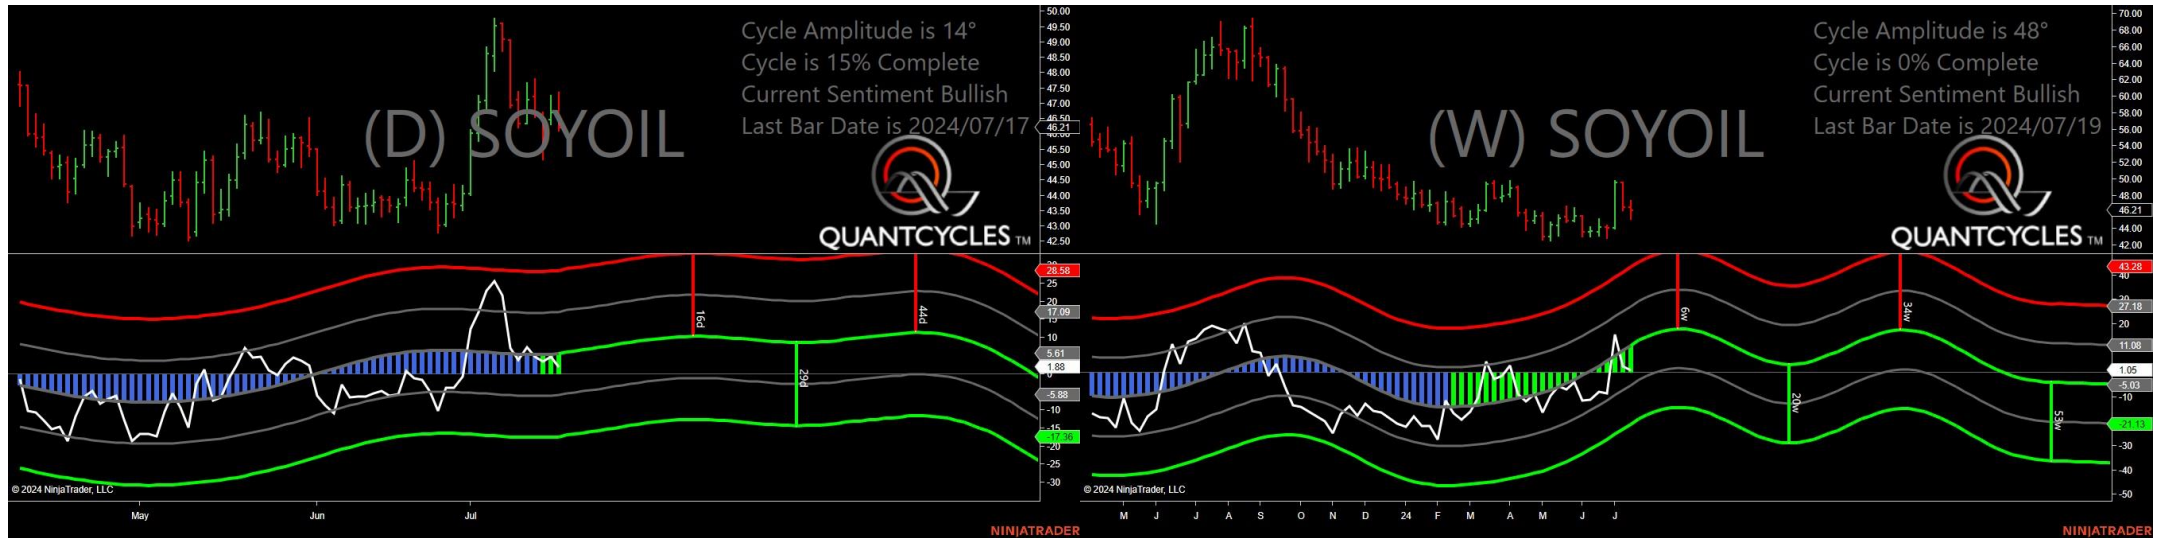 Cycle Amplitude is 14°
Cycle is 15% Complete
Current Sentiment Bullish
Last Bar Date is 2024/07/17
(D) SOYOIL
QUANTCYCLES TM
50.00
49.50
49.00
48.50
48.00
47.50
47.00
46.50
46.21
45.50
45.00
44.50
44.00
43.50
43.00
42.50
28.58
25
20
17.09
15
10
5.61
1.88
-5.88
-10
-15
-17.36
-20
-25
-30
16d
44d
29d
© 2024 NinjaTrader, LLC
May
Jun
Jul
NINJATRADER
Cycle Amplitude is 48°
Cycle is 0% Complete
Current Sentiment Bullish
Last Bar Date is 2024/07/19
(W) SOYOIL
QUANTCYCLES TM
70.00
68.00
66.00
64.00
62.00
60.00
58.00
56.00
54.00
52.00
50.00
48.00
46.21
44.00
42.00
43.28
40
27.18
20
11.08
1.05
-5.03
-10
-21.13
-30
-40
-50
6w
34w
20w
53w
© 2024 NinjaTrader, LLC
M
J
J
A
S
O
N
D
24
F
M
A
M
J
J
NINJATRADER